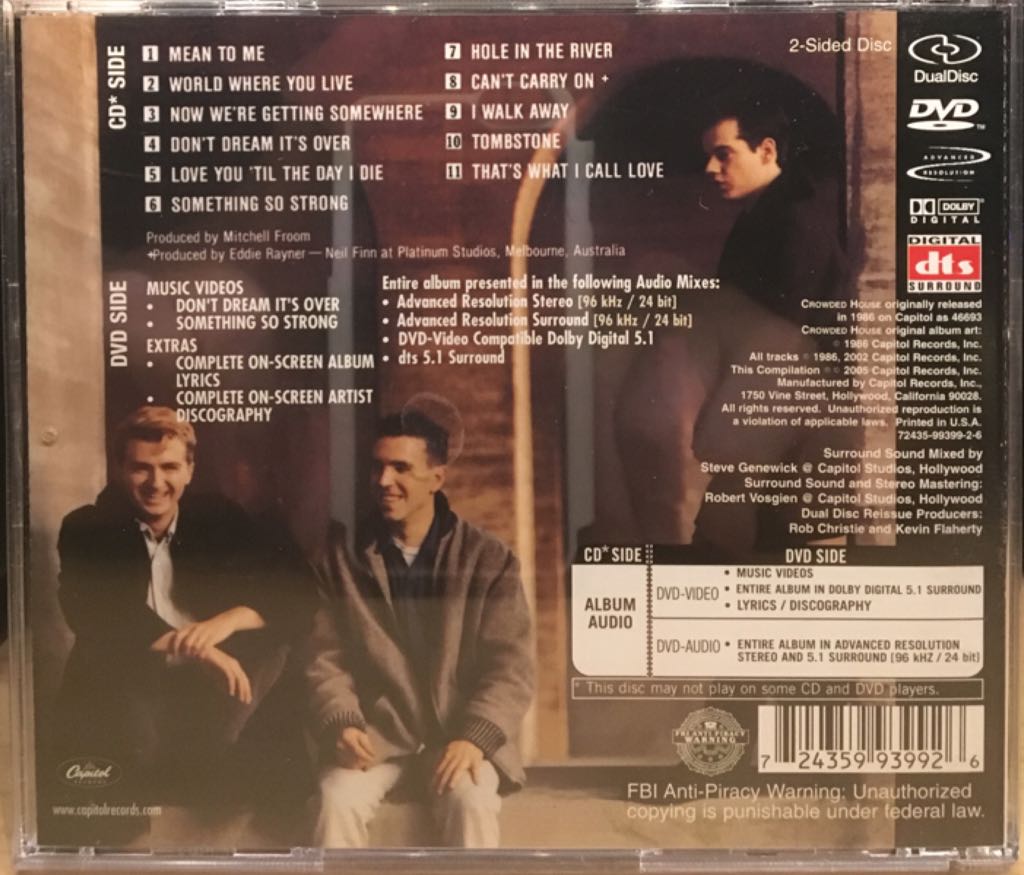 CD* SIDE
1 MEAN TO ME
2 WORLD WHERE YOU LIVE
3 NOW WE'RE GETTING SOMEWHERE
4 DON'T DREAM IT'S OVER
5 LOVE YOU 'TIL THE DAY I DIE
6 SOMETHING SO STRONG
7 HOLE IN THE RIVER
8 CAN'T CARRY ON +
9 I WALK AWAY
10 TOMBSTONE
11 THAT'S WHAT I CALL LOVE
Produced by Mitchell Froom
+Produced by Eddie Rayner — Neil Finn at Platinum Studios, Melbourne, Australia
DVD SIDE
MUSIC VIDEOS
• DON'T DREAM IT'S OVER
• SOMETHING SO STRONG
EXTRAS
• COMPLETE ON-SCREEN ALBUM
LYRICS
• COMPLETE ON-SCREEN ARTIST
DISCOGRAPHY
Entire album presented in the following Audio Mixes:
• Advanced Resolution Stereo [96 kHz / 24 bit]
• Advanced Resolution Surround [96 kHz / 24 bit]
• DVD-Video Compatible Dolby Digital 5.1
• dts 5.1 Surround
2-Sided Disc
DualDisc
DVD™
ADVANCED
RESOLUTION
DOLBY
DIGITAL
DIGITAL
dts
SURROUND
CROWDED HOUSE originally released
in 1986 on Capitol as 46693
CROWDED HOUSE original album art:
© 1986 Capitol Records, Inc.
All tracks ℗ 1986, 2002 Capitol Records, Inc.
This Compilation ℗ © 2005 Capitol Records, Inc.
Manufactured by Capitol Records, Inc.,
1750 Vine Street, Hollywood, California 90028.
All rights reserved. Unauthorized reproduction is
a violation of applicable laws. Printed in U.S.A.
72435-99399-2-6
Surround Sound Mixed by
Steve Genewick @ Capitol Studios, Hollywood
Surround Sound and Stereo Mastering:
Robert Vosgien @ Capitol Studios, Hollywood
Dual Disc Reissue Producers:
Rob Christie and Kevin Flaherty
CD* SIDE
DVD SIDE
ALBUM
AUDIO
DVD-VIDEO
• MUSIC VIDEOS
• ENTIRE ALBUM IN DOLBY DIGITAL 5.1 SURROUND
• LYRICS / DISCOGRAPHY
DVD-AUDIO
• ENTIRE ALBUM IN ADVANCED RESOLUTION
STEREO AND 5.1 SURROUND [96 kHZ / 24 bit]
* This disc may not play on some CD and DVD players.
FBI ANTI-PIRACY
WARNING
7 24359 93992 6
FBI Anti-Piracy Warning: Unauthorized
copying is punishable under federal law.
Capitol
www.capitolrecords.com